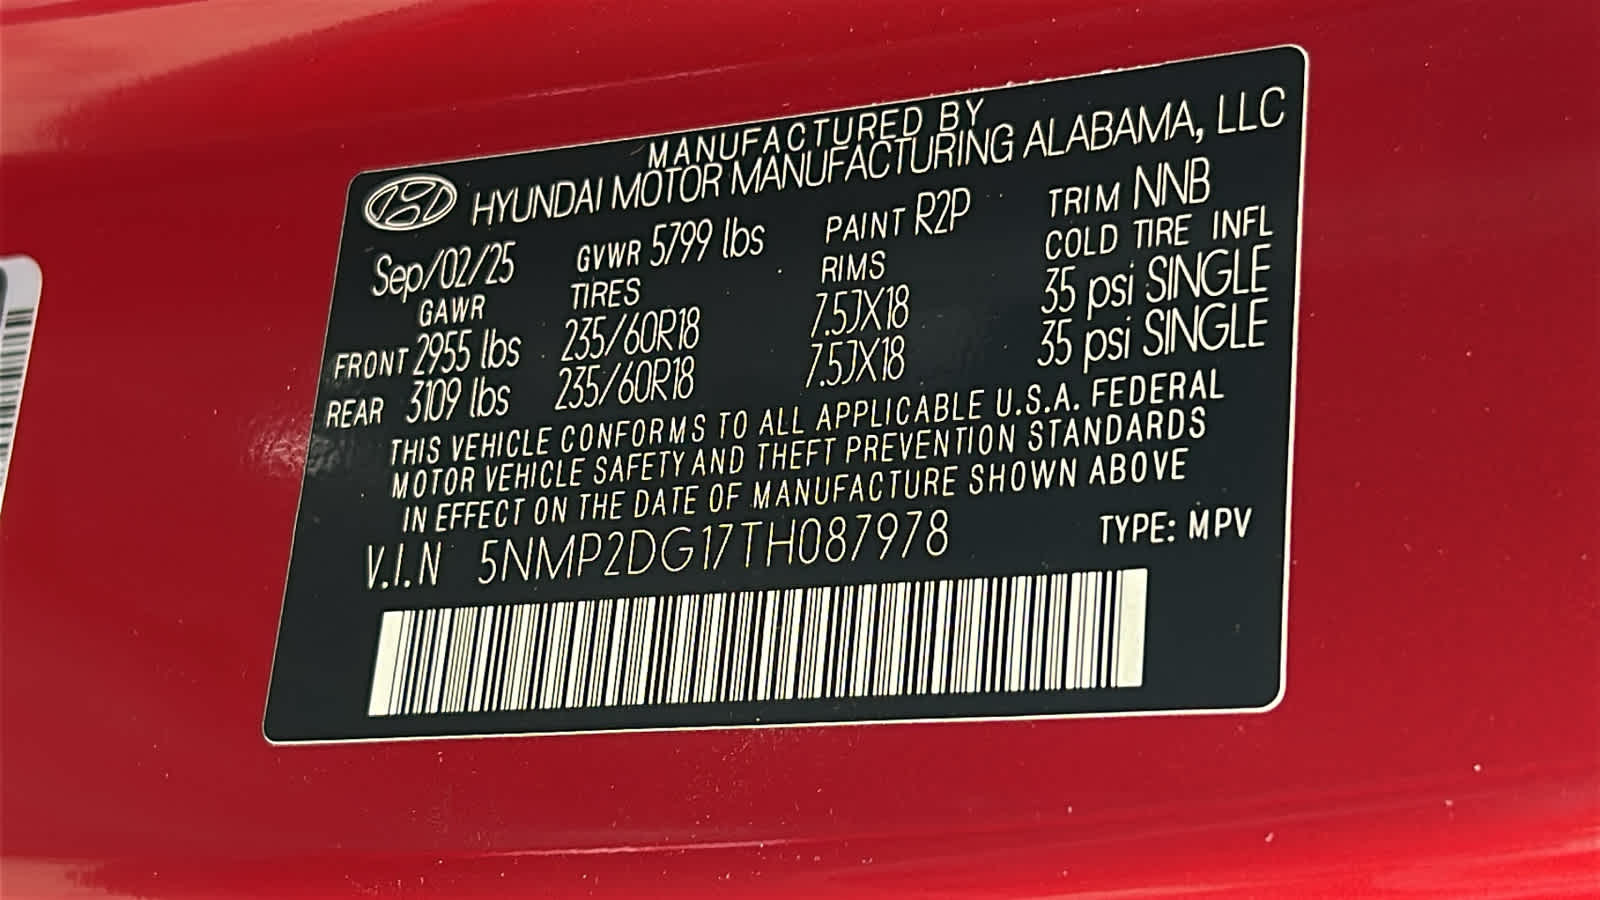 MANUFACTURED BY
HYUNDAI MOTOR MANUFACTURING ALABAMA, LLC
Sep/02/25 GVWR 5799 lbs PAINT R2P TRIM NNB
GAWR TIRES RIMS COLD TIRE INFL
FRONT 2955 lbs 235/60R18 7.5JX18 35 psi SINGLE
REAR 3109 lbs 235/60R18 7.5JX18 35 psi SINGLE
THIS VEHICLE CONFORMS TO ALL APPLICABLE U.S.A. FEDERAL
MOTOR VEHICLE SAFETY AND THEFT PREVENTION STANDARDS
IN EFFECT ON THE DATE OF MANUFACTURE SHOWN ABOVE
V.I.N 5NMP2DG17TH087978 TYPE: MPV